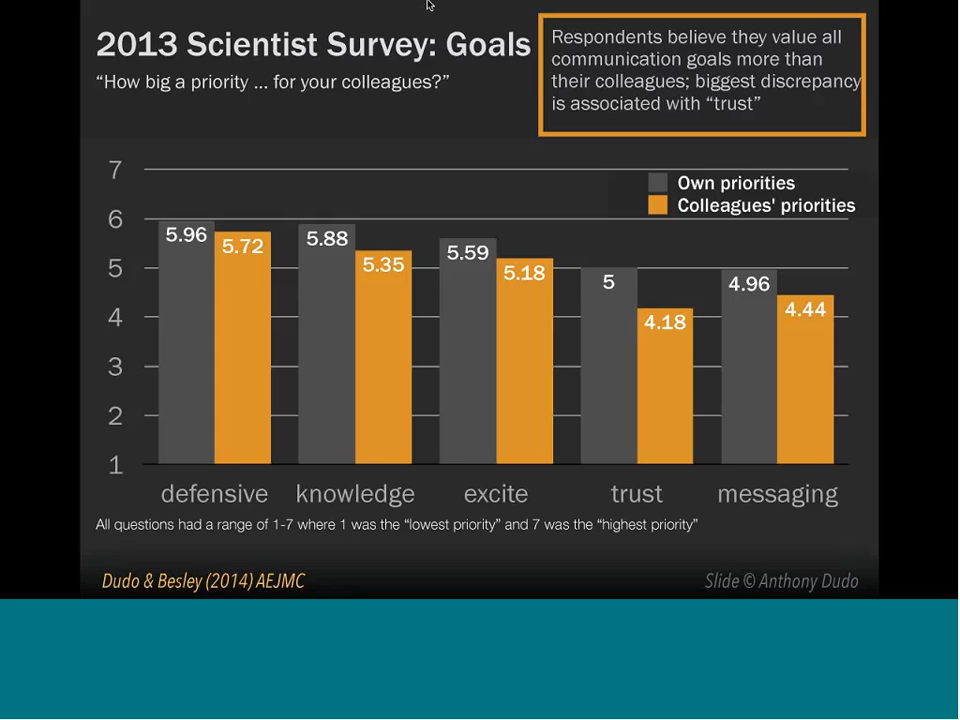 2013 Scientist Survey: Goals
“How big a priority ... for your colleagues?”
Respondents believe they value all
communication goals more than
their colleagues; biggest discrepancy
is associated with “trust”
7
6
5
4
3
2
1
Own priorities
Colleagues' priorities
5.96
5.72
5.88
5.35
5.59
5.18
5
4.18
4.96
4.44
defensive
knowledge
excite
trust
messaging
All questions had a range of 1-7 where 1 was the “lowest priority” and 7 was the “highest priority”
Dudo & Besley (2014) AEJMC
Slide © Anthony Dudo